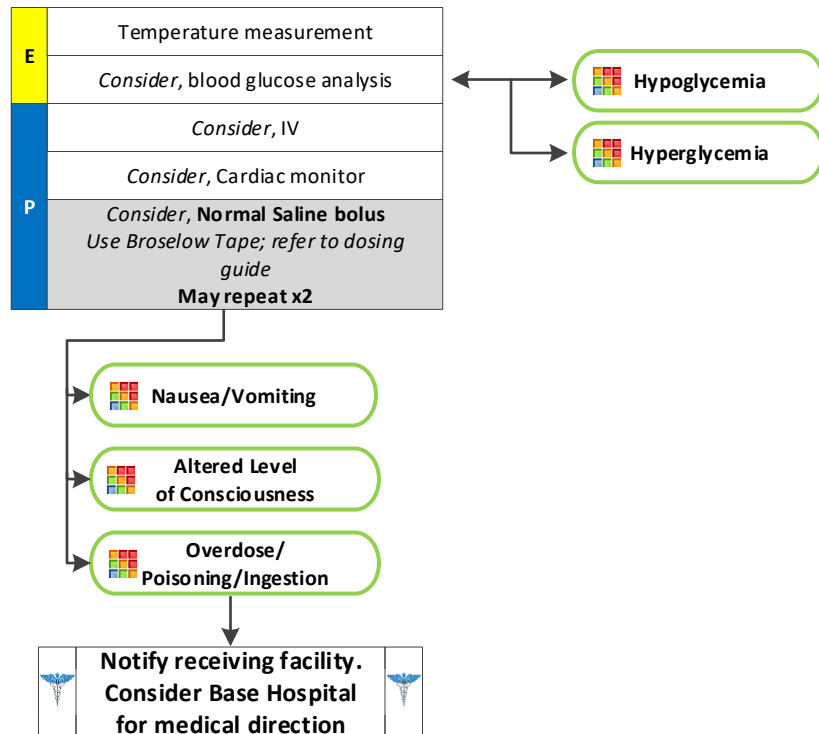 E
Temperature measurement
Consider, blood glucose analysis
Hypoglycemia
Hyperglycemia
P
Consider, IV
Consider, Cardiac monitor
Consider, Normal Saline bolus
Use Broselow Tape; refer to dosing
guide
May repeat x2
Nausea/Vomiting
Altered Level
of Consciousness
Overdose/
Poisoning/Ingestion
Notify receiving facility.
Consider Base Hospital
for medical direction